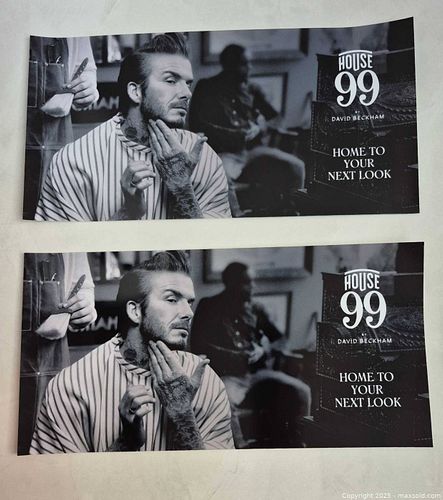 HOUSE
99
BY
DAVID BECKHAM
HOME TO
YOUR
NEXT LOOK
HOUSE
99
BY
DAVID BECKHAM
HOME TO
YOUR
NEXT LOOK
Copyright 2025 - maxsold.com